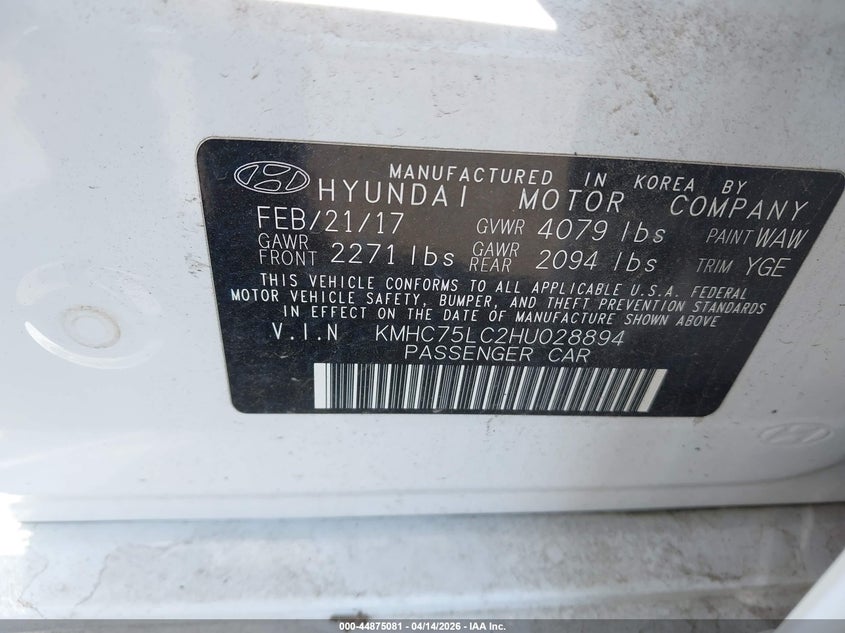 MANUFACTURED IN KOREA BY
HYUNDAI MOTOR COMPANY
FEB/21/17 GVWR 4079 lbs PAINT WAW
GAWR FRONT 2271 lbs GAWR REAR 2094 lbs TRIM YGE
THIS VEHICLE CONFORMS TO ALL APPLICABLE U.S.A. FEDERAL
MOTOR VEHICLE SAFETY, BUMPER, AND THEFT PREVENTION STANDARDS
IN EFFECT ON THE DATE OF MANUFACTURE SHOWN ABOVE
V.I.N KMHC75LC2HU028894
PASSENGER CAR
000-44875081 | 04/14/2026 | IAA Inc.